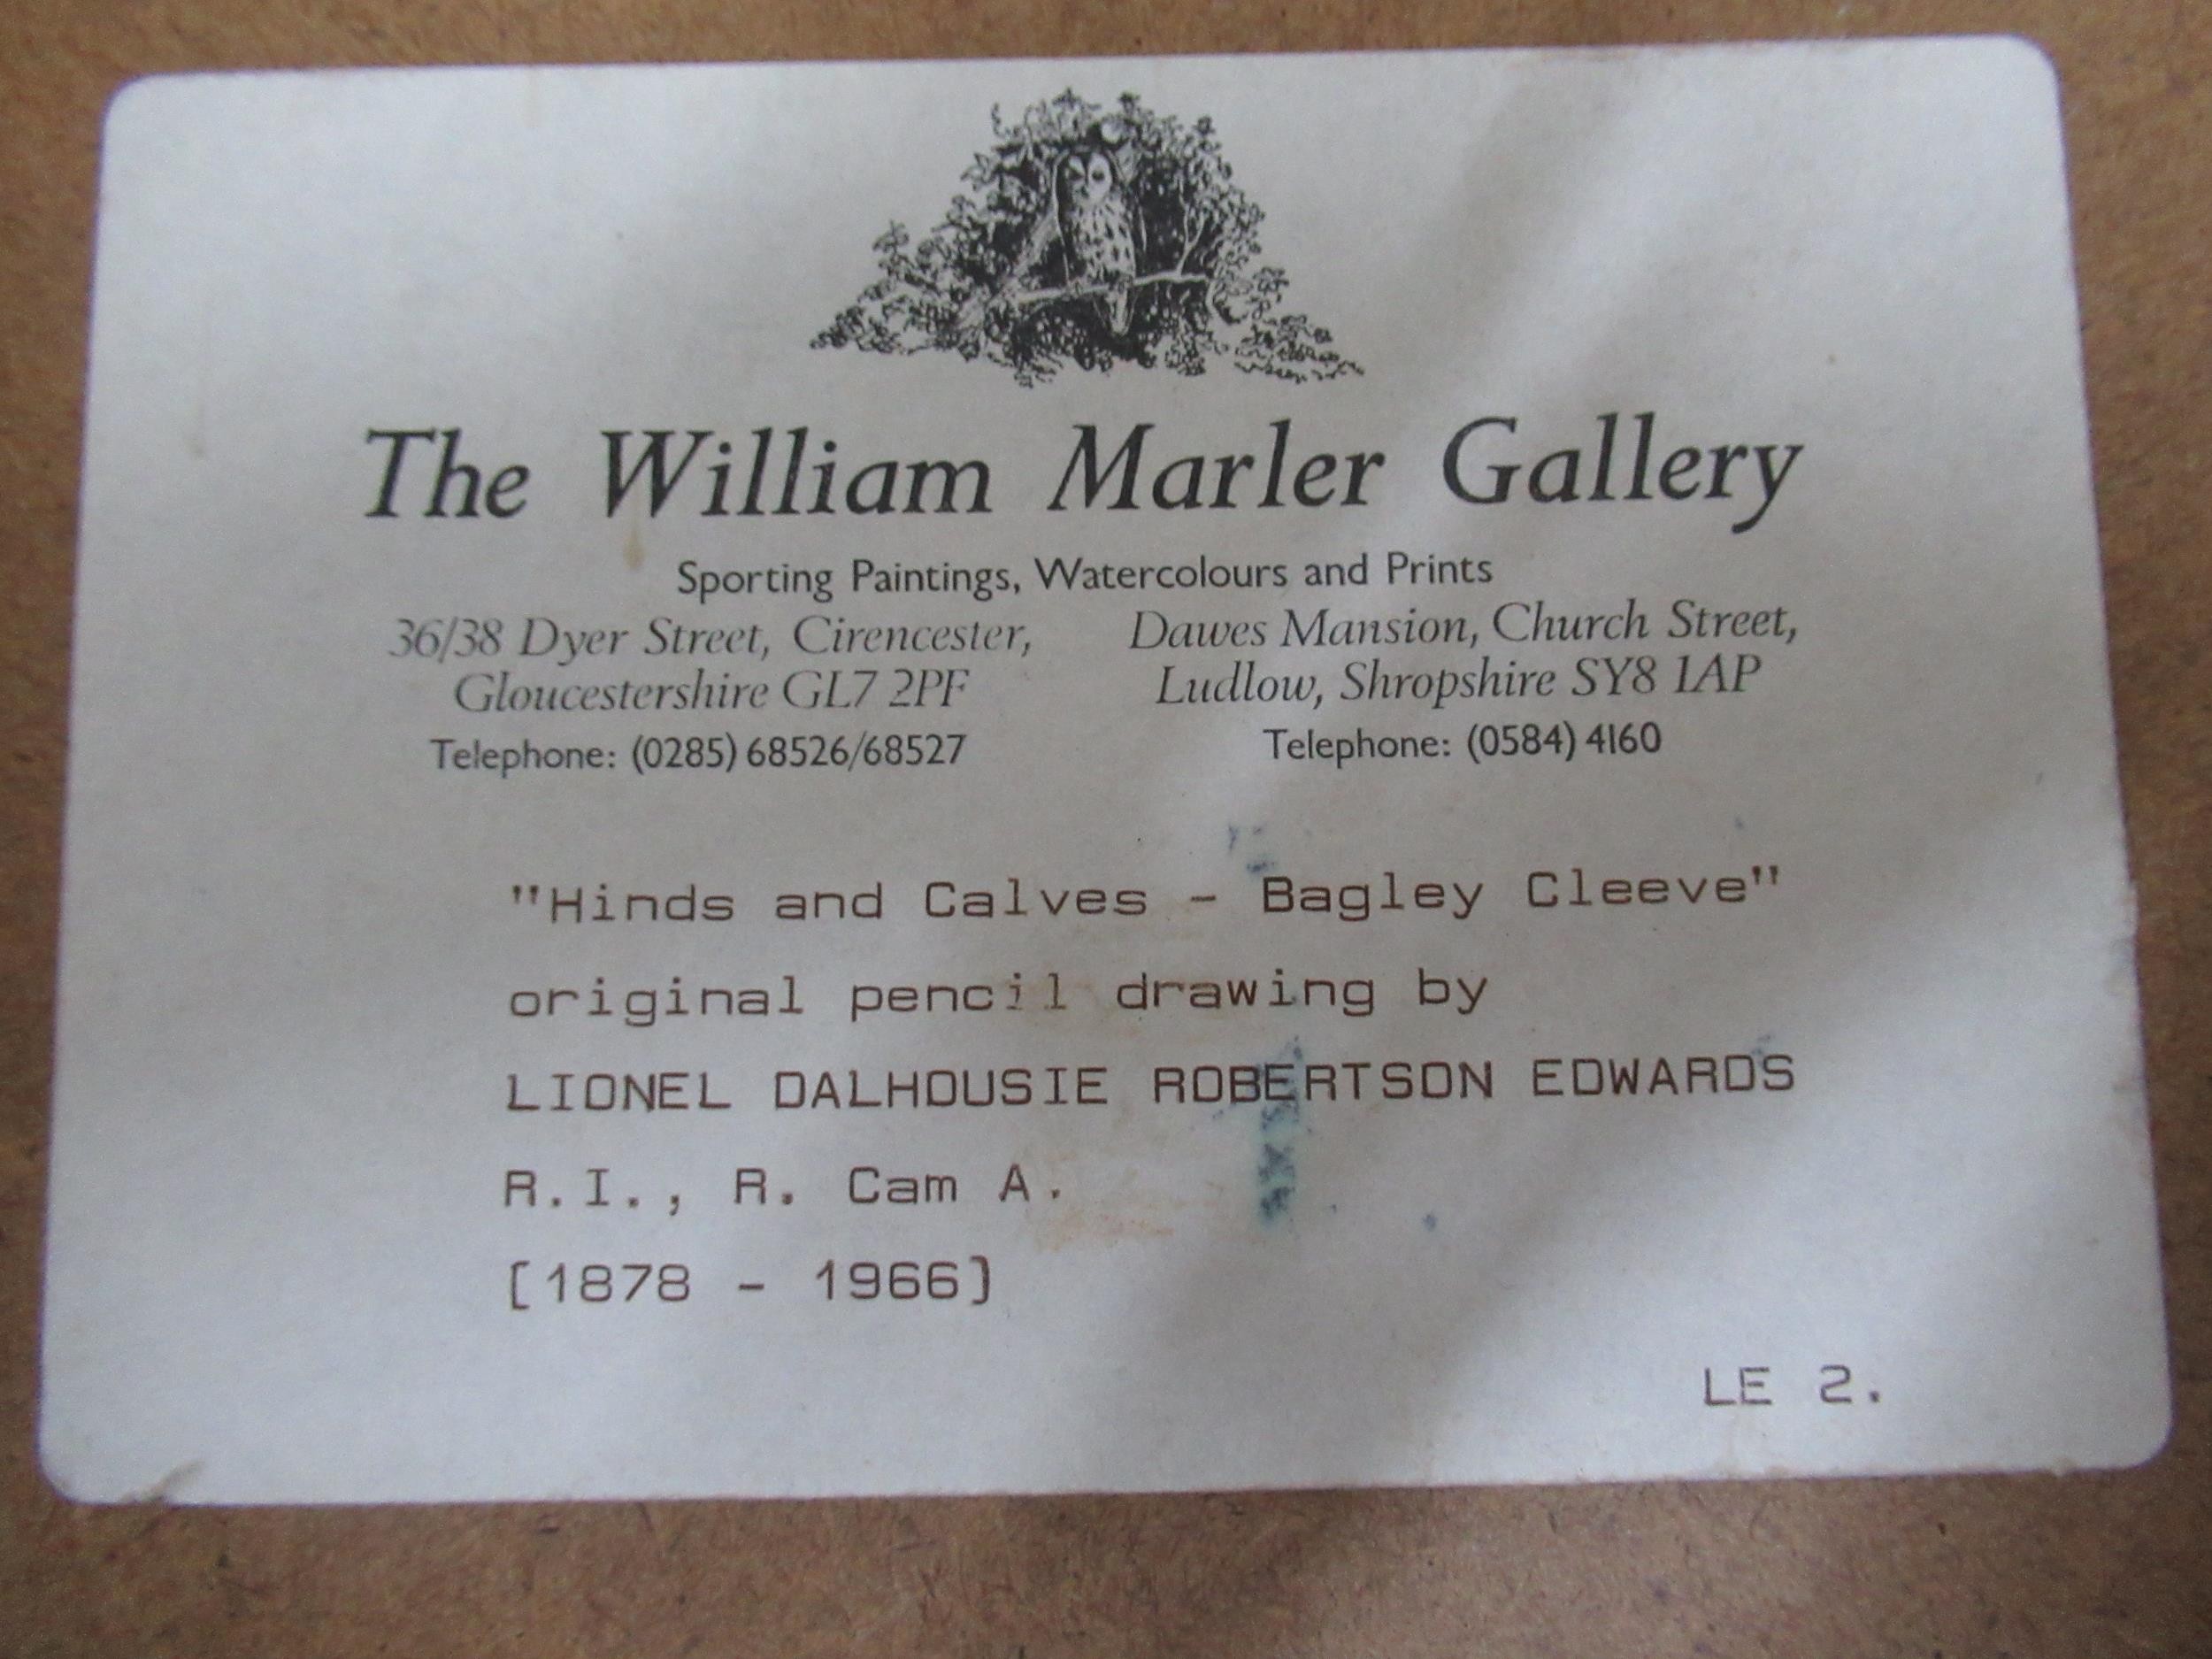 The William Marler Gallery
Sporting Paintings, Watercolours and Prints
36/38 Dyer Street, Cirencester,
Gloucestershire GL7 2PF
Telephone: (0285) 68526/68527
Dawes Mansion, Church Street,
Ludlow, Shropshire SY8 1AP
Telephone: (0584) 4160
"Hinds and Calves - Bagley Cleeve"
original pencil drawing by
LIONEL DALHOUSIE ROBERTSON EDWARDS
R.I., R. Cam A.
[1878 - 1966]
LE 2.